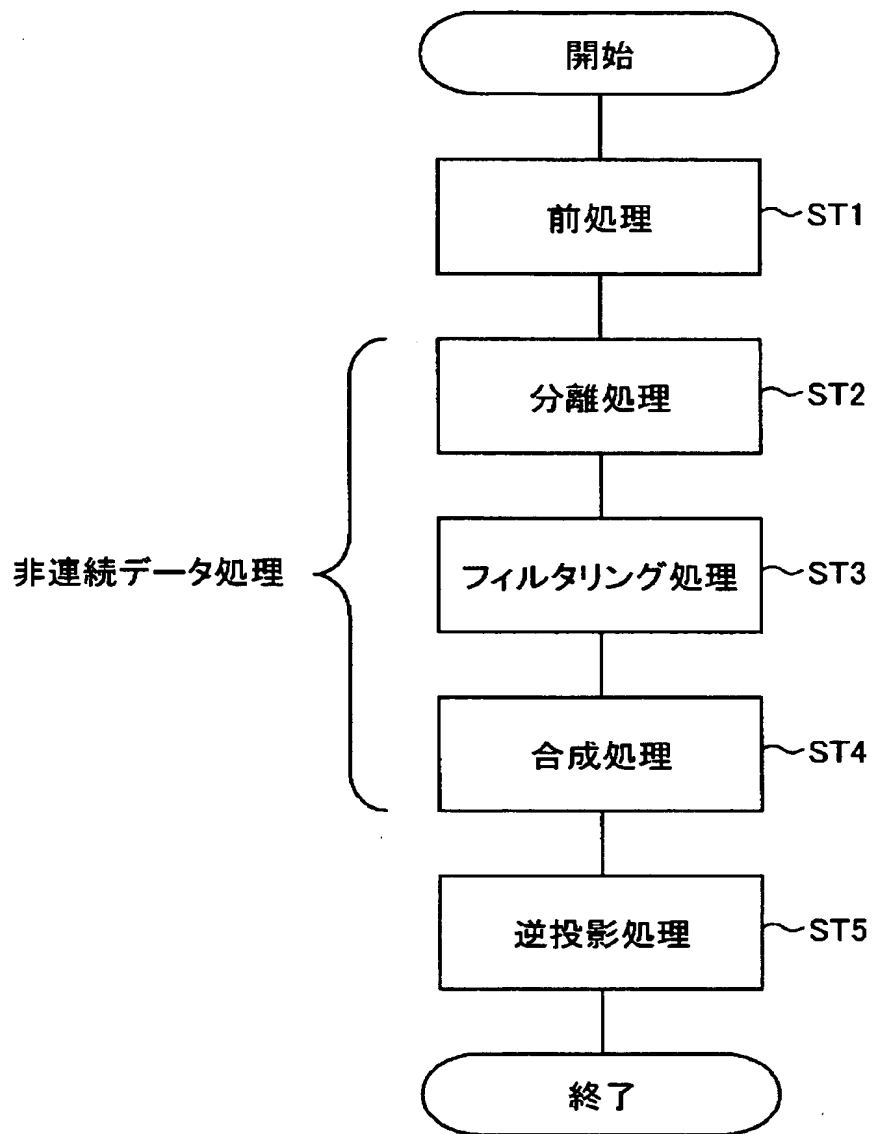 開始
前処理
ST1
分離処理
ST2
非連続データ処理
フィルタリング処理
ST3
合成処理
ST4
逆投影処理
ST5
終了